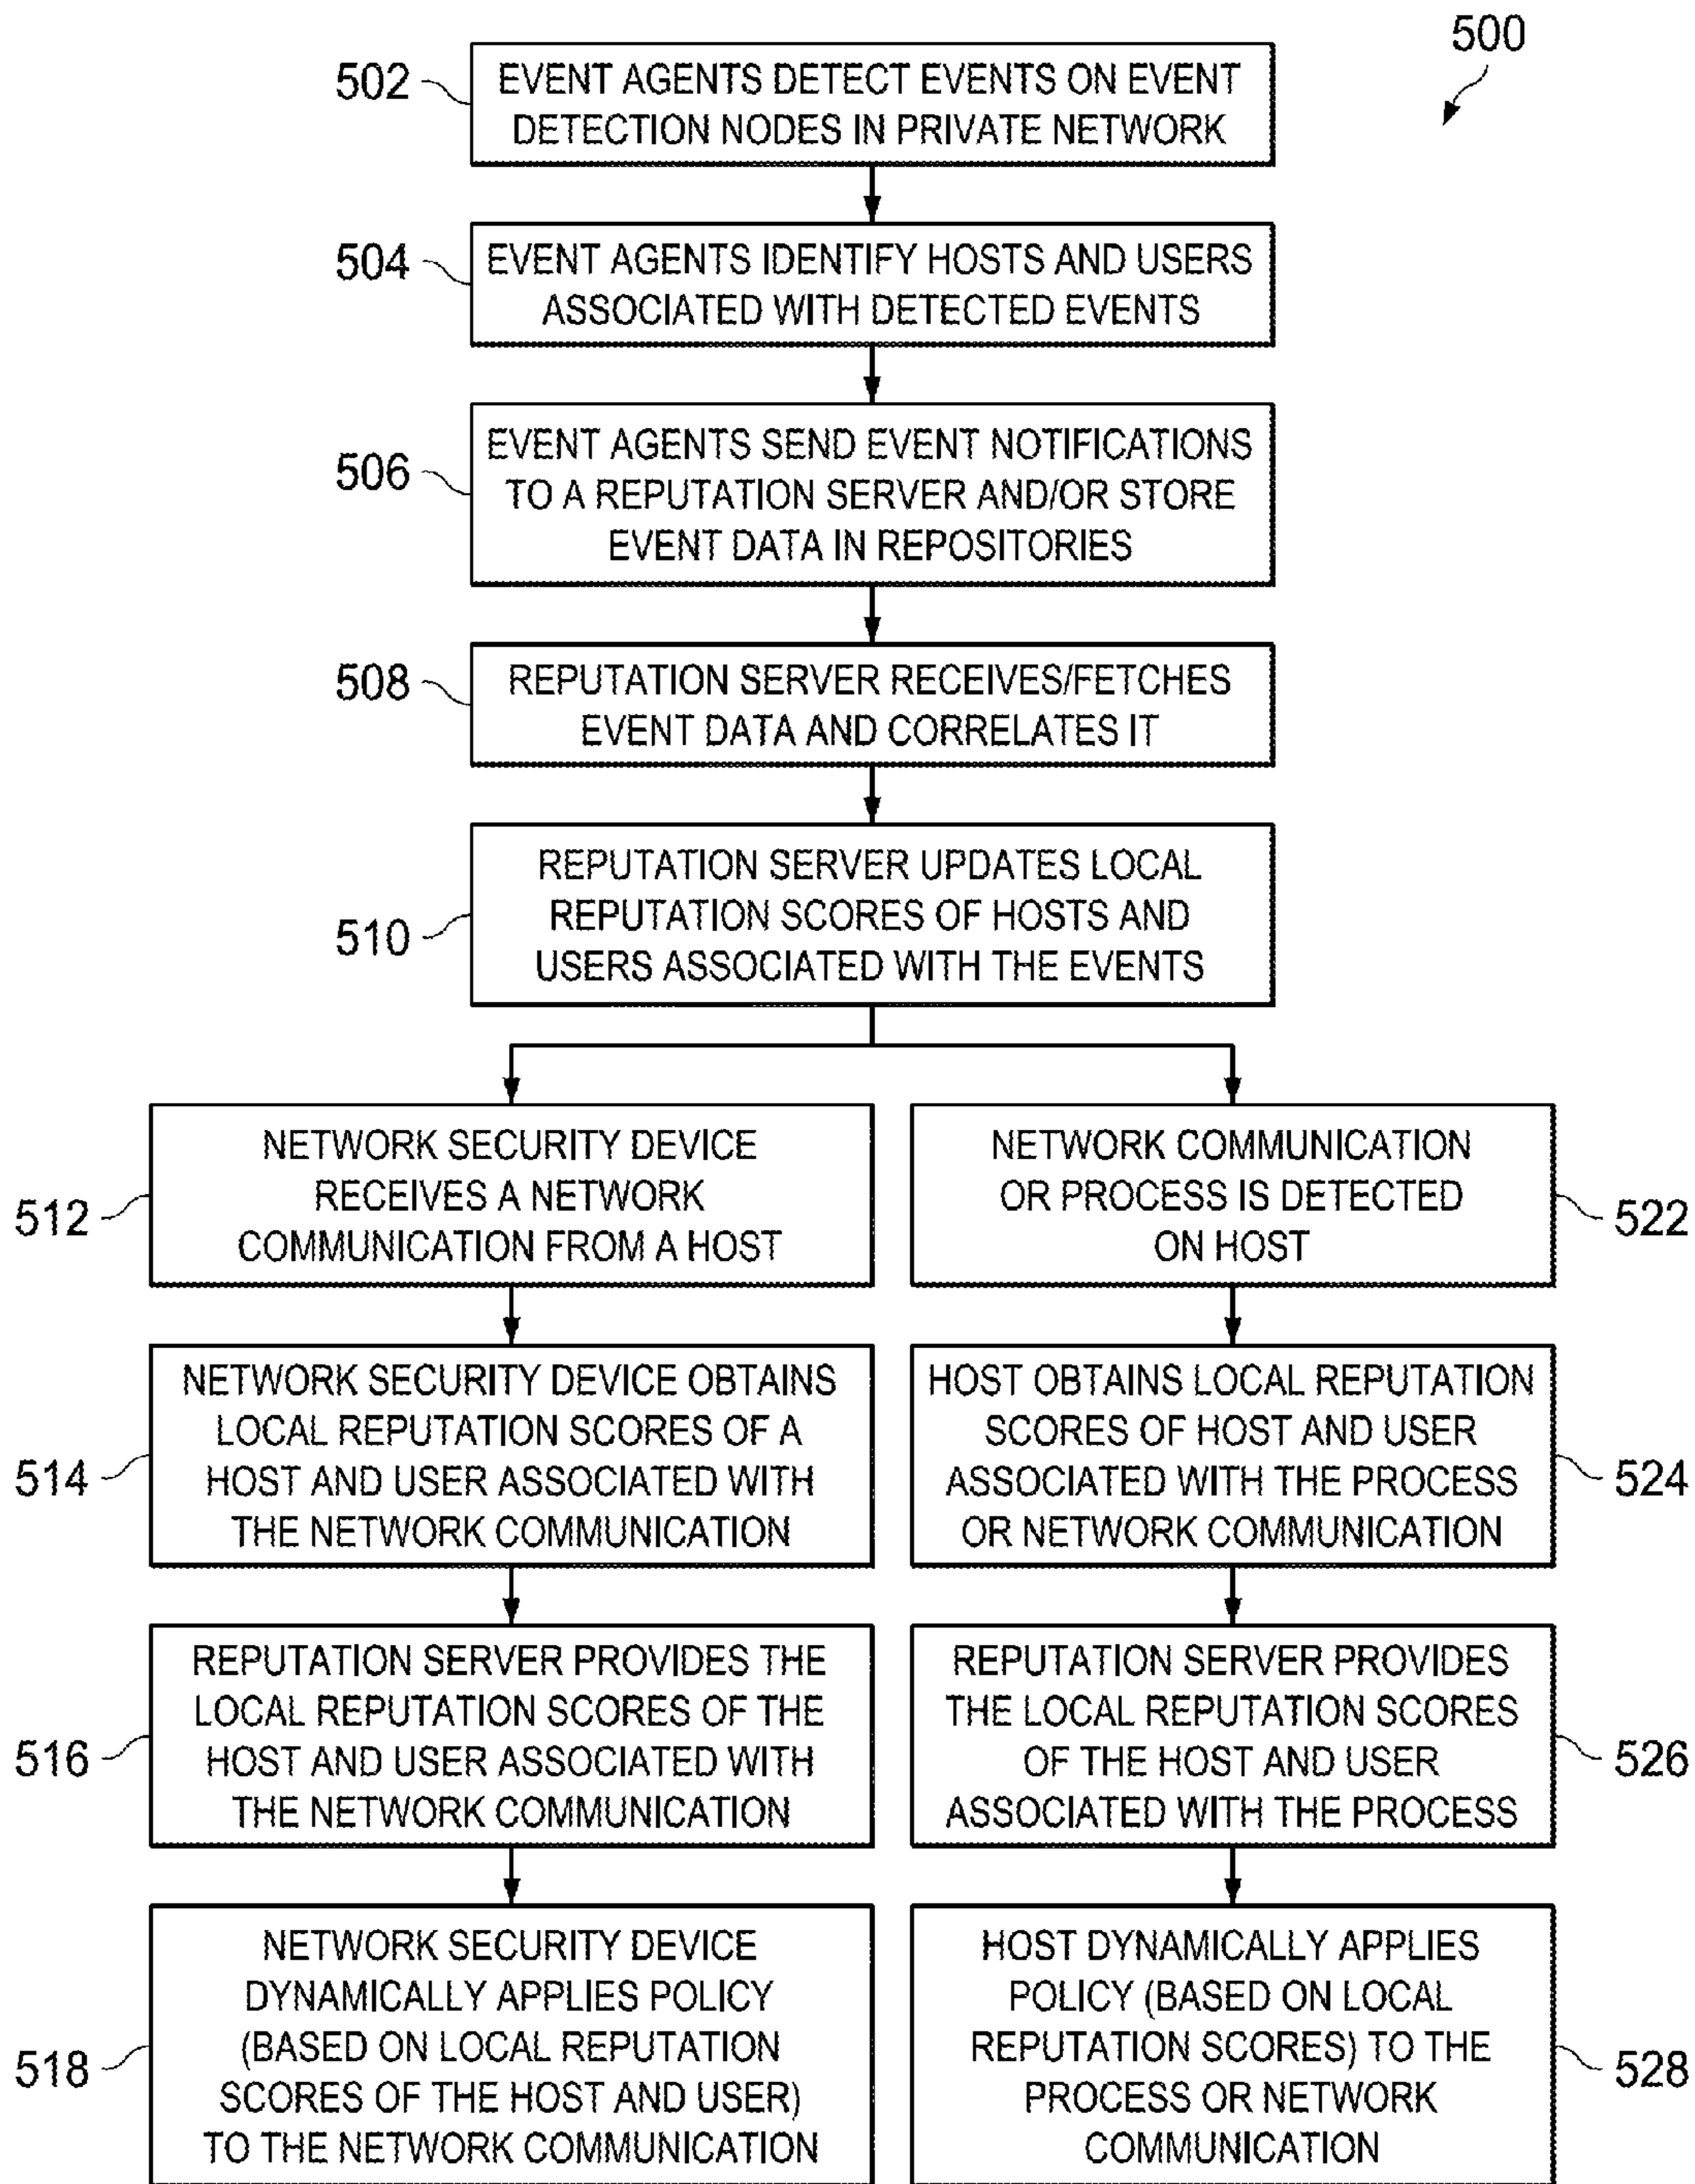 500
502
EVENT AGENTS DETECT EVENTS ON EVENT
DETECTION NODES IN PRIVATE NETWORK
504
EVENT AGENTS IDENTIFY HOSTS AND USERS
ASSOCIATED WITH DETECTED EVENTS
506
EVENT AGENTS SEND EVENT NOTIFICATIONS
TO A REPUTATION SERVER AND/OR STORE
EVENT DATA IN REPOSITORIES
508
REPUTATION SERVER RECEIVES/FETCHES
EVENT DATA AND CORRELATES IT
510
REPUTATION SERVER UPDATES LOCAL
REPUTATION SCORES OF HOSTS AND
USERS ASSOCIATED WITH THE EVENTS
512
NETWORK SECURITY DEVICE
RECEIVES A NETWORK
COMMUNICATION FROM A HOST
514
NETWORK SECURITY DEVICE OBTAINS
LOCAL REPUTATION SCORES OF A
HOST AND USER ASSOCIATED WITH
THE NETWORK COMMUNICATION
516
REPUTATION SERVER PROVIDES THE
LOCAL REPUTATION SCORES OF THE
HOST AND USER ASSOCIATED WITH
THE NETWORK COMMUNICATION
518
NETWORK SECURITY DEVICE
DYNAMICALLY APPLIES POLICY
(BASED ON LOCAL REPUTATION
SCORES OF THE HOST AND USER)
TO THE NETWORK COMMUNICATION
NETWORK COMMUNICATION
OR PROCESS IS DETECTED
ON HOST
522
HOST OBTAINS LOCAL REPUTATION
SCORES OF HOST AND USER
ASSOCIATED WITH THE PROCESS
OR NETWORK COMMUNICATION
524
REPUTATION SERVER PROVIDES
THE LOCAL REPUTATION SCORES
OF THE HOST AND USER
ASSOCIATED WITH THE PROCESS
526
HOST DYNAMICALLY APPLIES
POLICY (BASED ON LOCAL
REPUTATION SCORES) TO THE
PROCESS OR NETWORK
COMMUNICATION
528